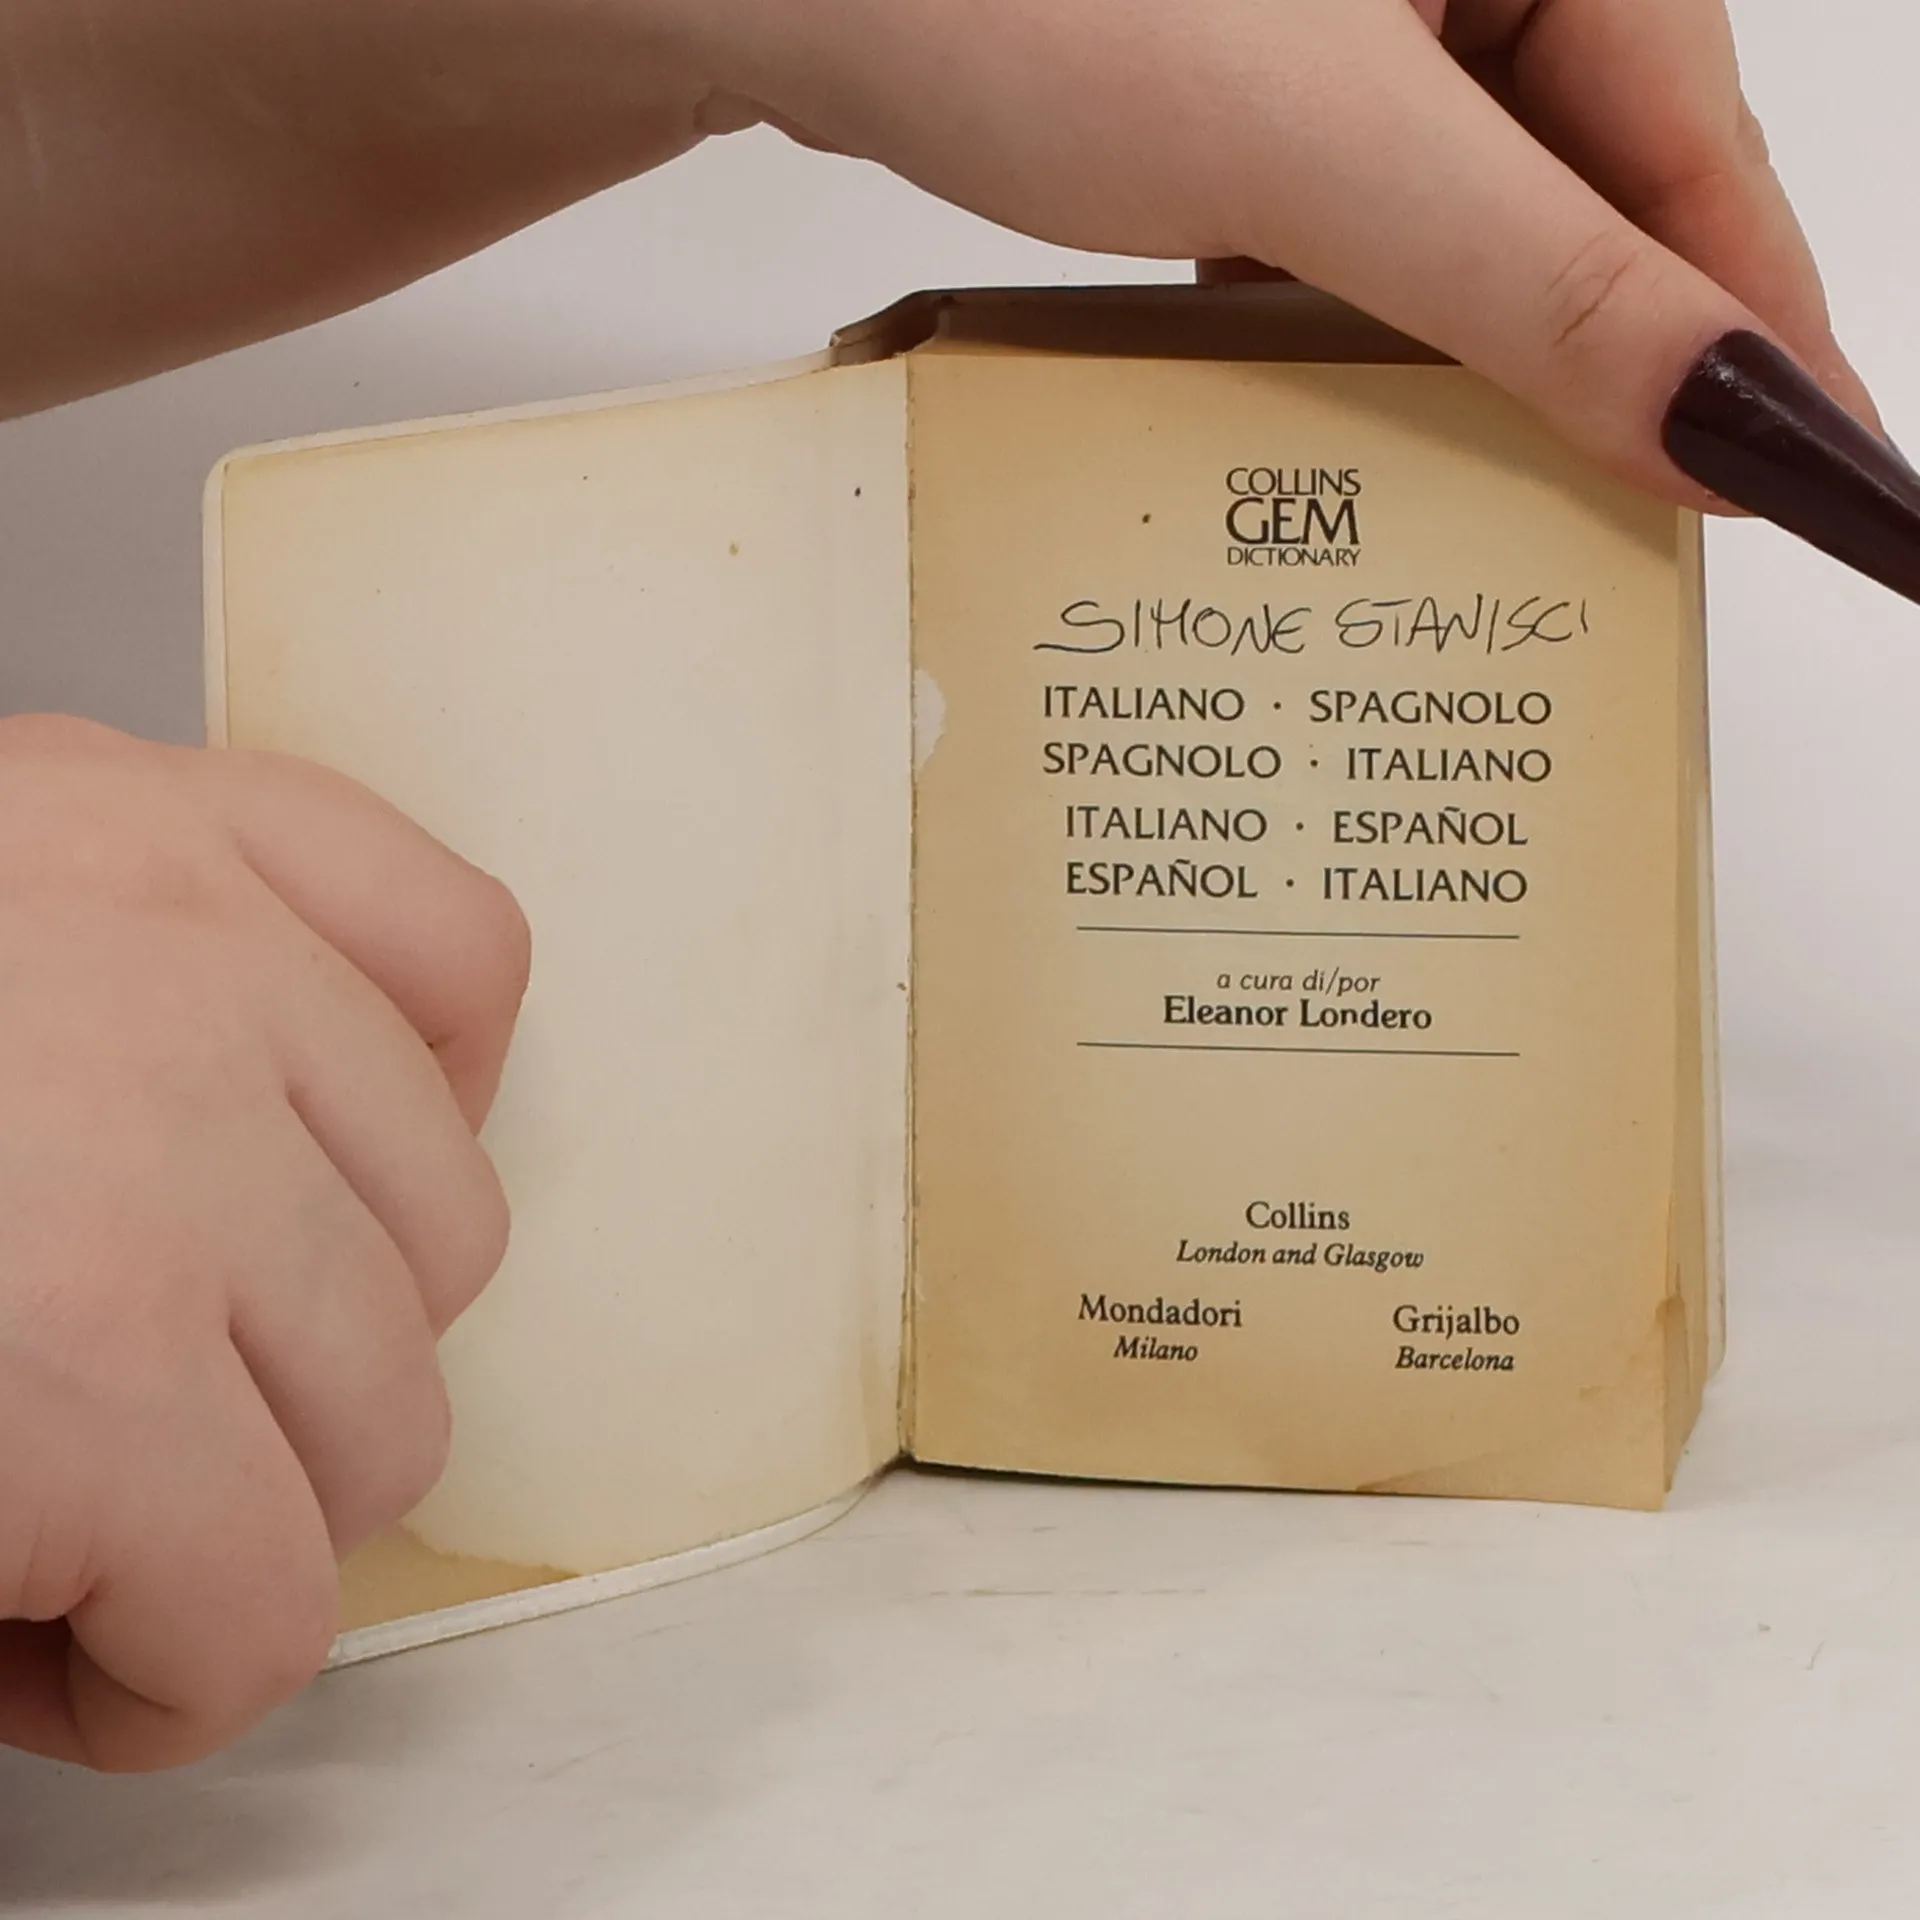 COLLINS
GEM
DICTIONARY
SIMONE STANISCI
ITALIANO · SPAGNOLO
SPAGNOLO · ITALIANO
ITALIANO · ESPAÑOL
ESPAÑOL · ITALIANO
a cura di/por
Eleanor Londero
Collins
London and Glasgow
Mondadori
Milano
Grijalbo
Barcelona